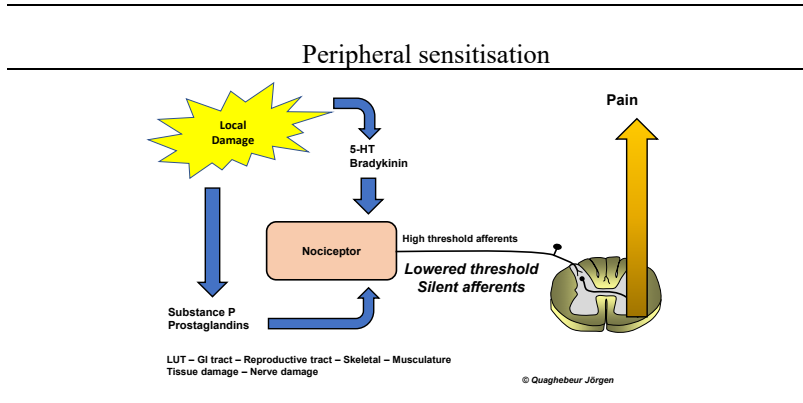 Peripheral sensitisation
Local
Damage
Pain
5-HT
Bradykinin
Nociceptor
High threshold afferents
Lowered threshold
Silent afferents
Substance P
Prostaglandins
LUT – GI tract – Reproductive tract – Skeletal – Musculature
Tissue damage – Nerve damage
© Quaghebeur Jörgen